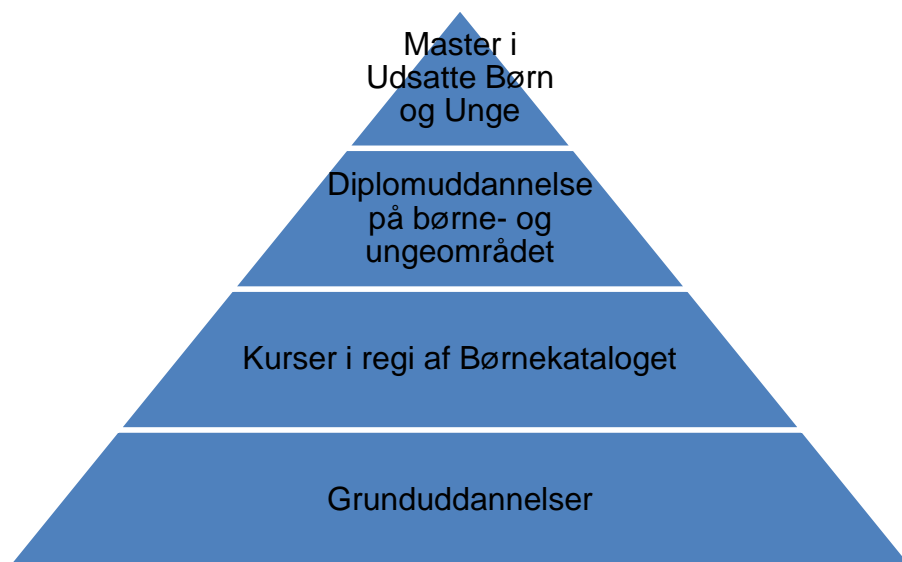 Master i
Udsatte Børn
og Unge
Diplomuddannelse
på børne- og
ungeområdet
Kurser i regi af Børnekataloget
Grunduddannelser